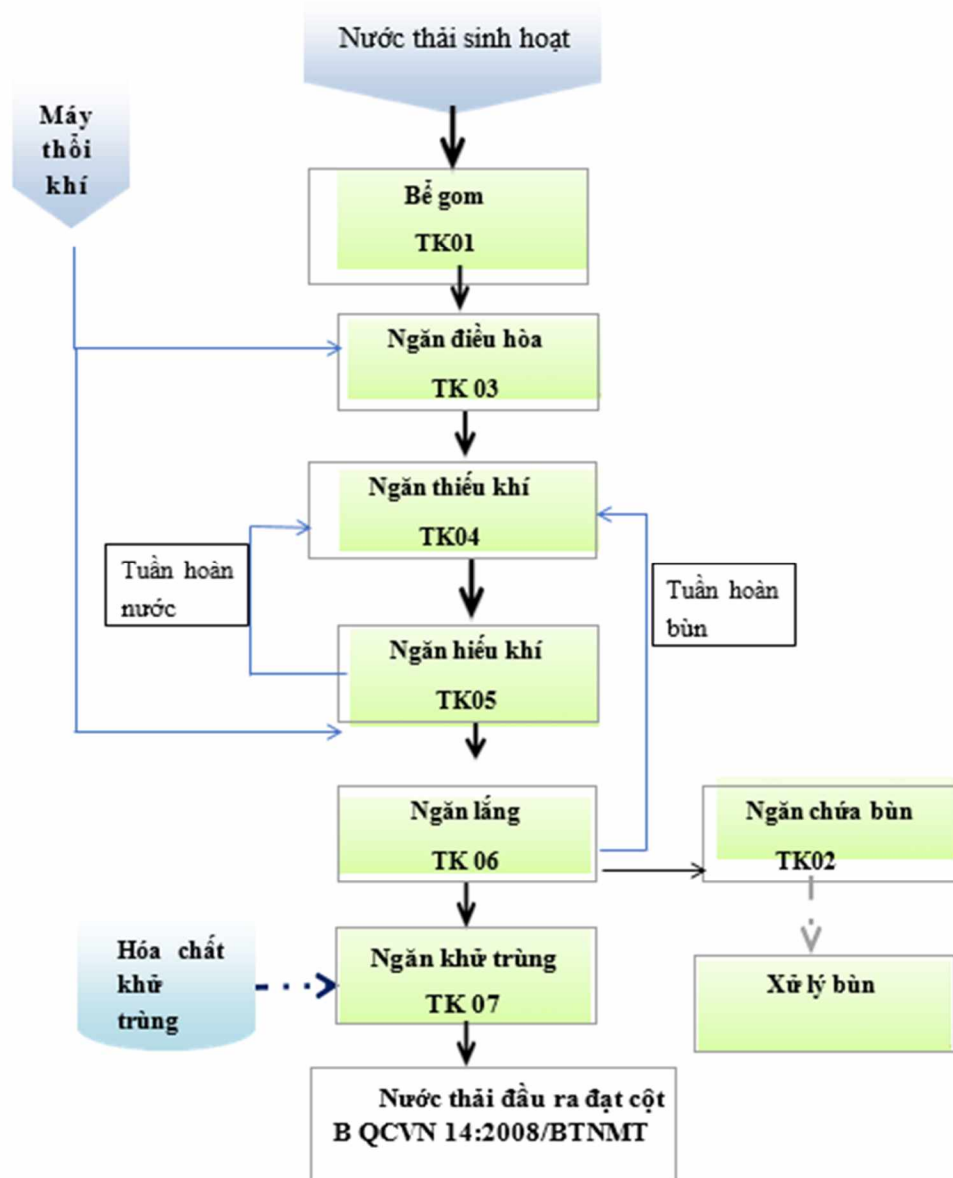 Nước thải sinh hoạt
Máy
thổi
khí
Bể gom
TK01
Ngăn điều hòa
TK 03
Ngăn thiếu khí
TK04
Tuần hoàn
nước
Tuần hoàn
bùn
Ngăn hiếu khí
TK05
Ngăn lắng
TK 06
Ngăn chứa bùn
TK02
Hóa chất
khử
trùng
Ngăn khử trùng
TK 07
Xử lý bùn
Nước thải đầu ra đạt cột
B QCVN 14:2008/BTNMT